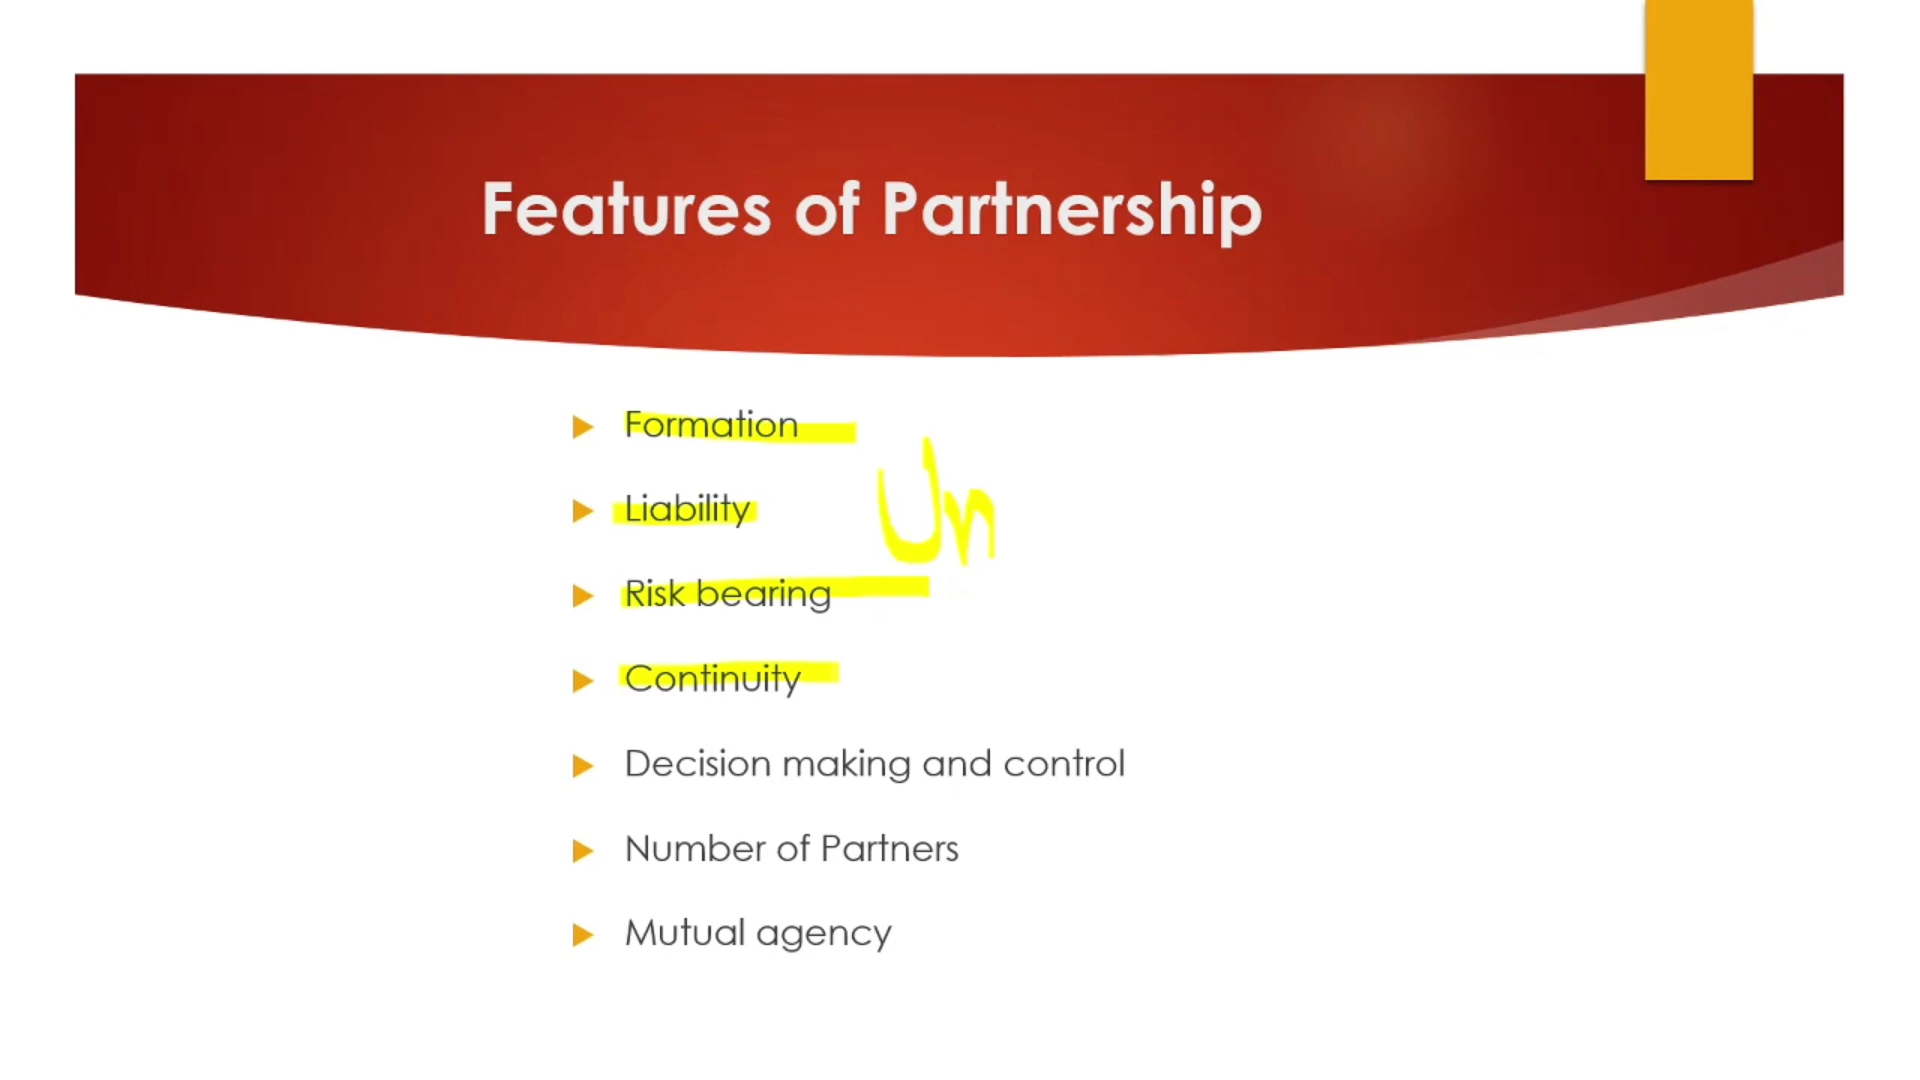 Features of Partnership
Formation
Un
Liability
Risk bearing
Continuity
Decision making and control
Number of Partners
Mutual agency